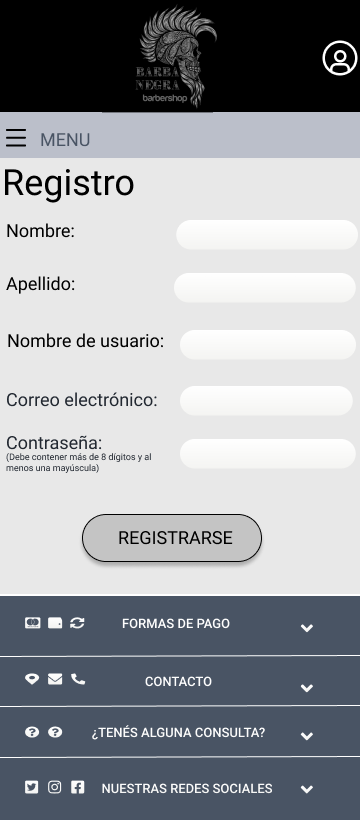 BARBA
NEGRA
barbershop
MENU
Registro
Nombre:
Apellido:
Nombre de usuario:
Correo electrónico:
Contraseña:
(Debe contener más de 8 dígitos y al
menos una mayúscula)
REGISTRARSE
FORMAS DE PAGO
CONTACTO
¿TENÉS ALGUNA CONSULTA?
NUESTRAS REDES SOCIALES